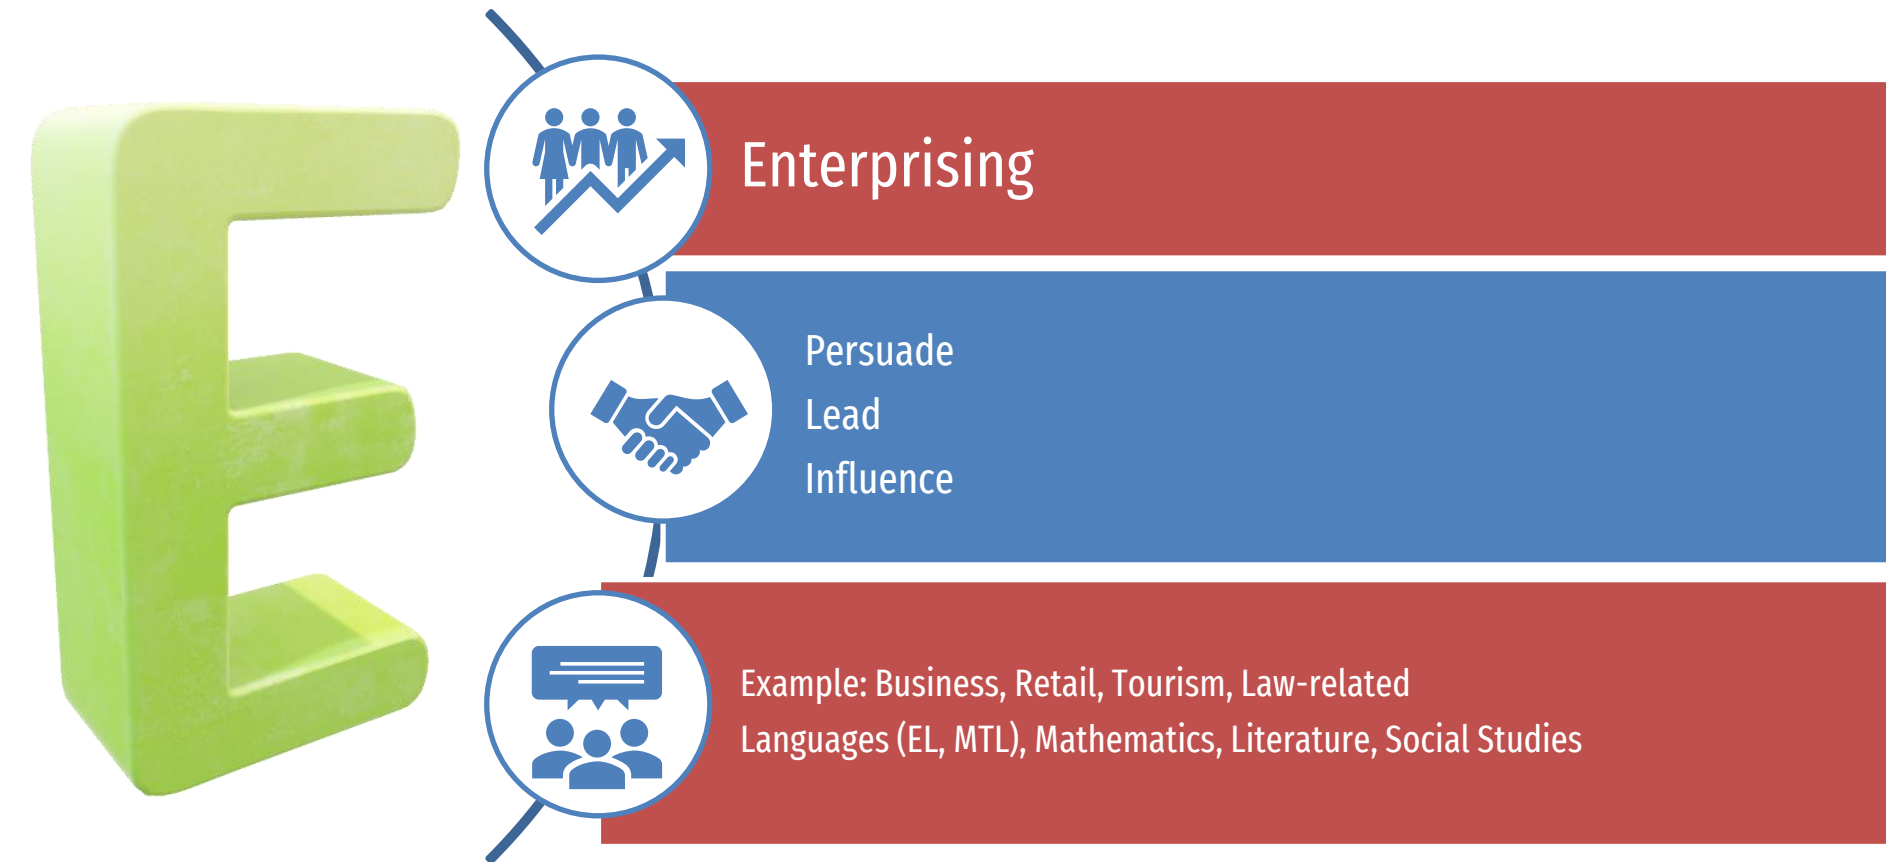 E
Enterprising
Persuade
Lead
Influence
Example: Business, Retail, Tourism, Law-related
Languages (EL, MTL), Mathematics, Literature, Social Studies